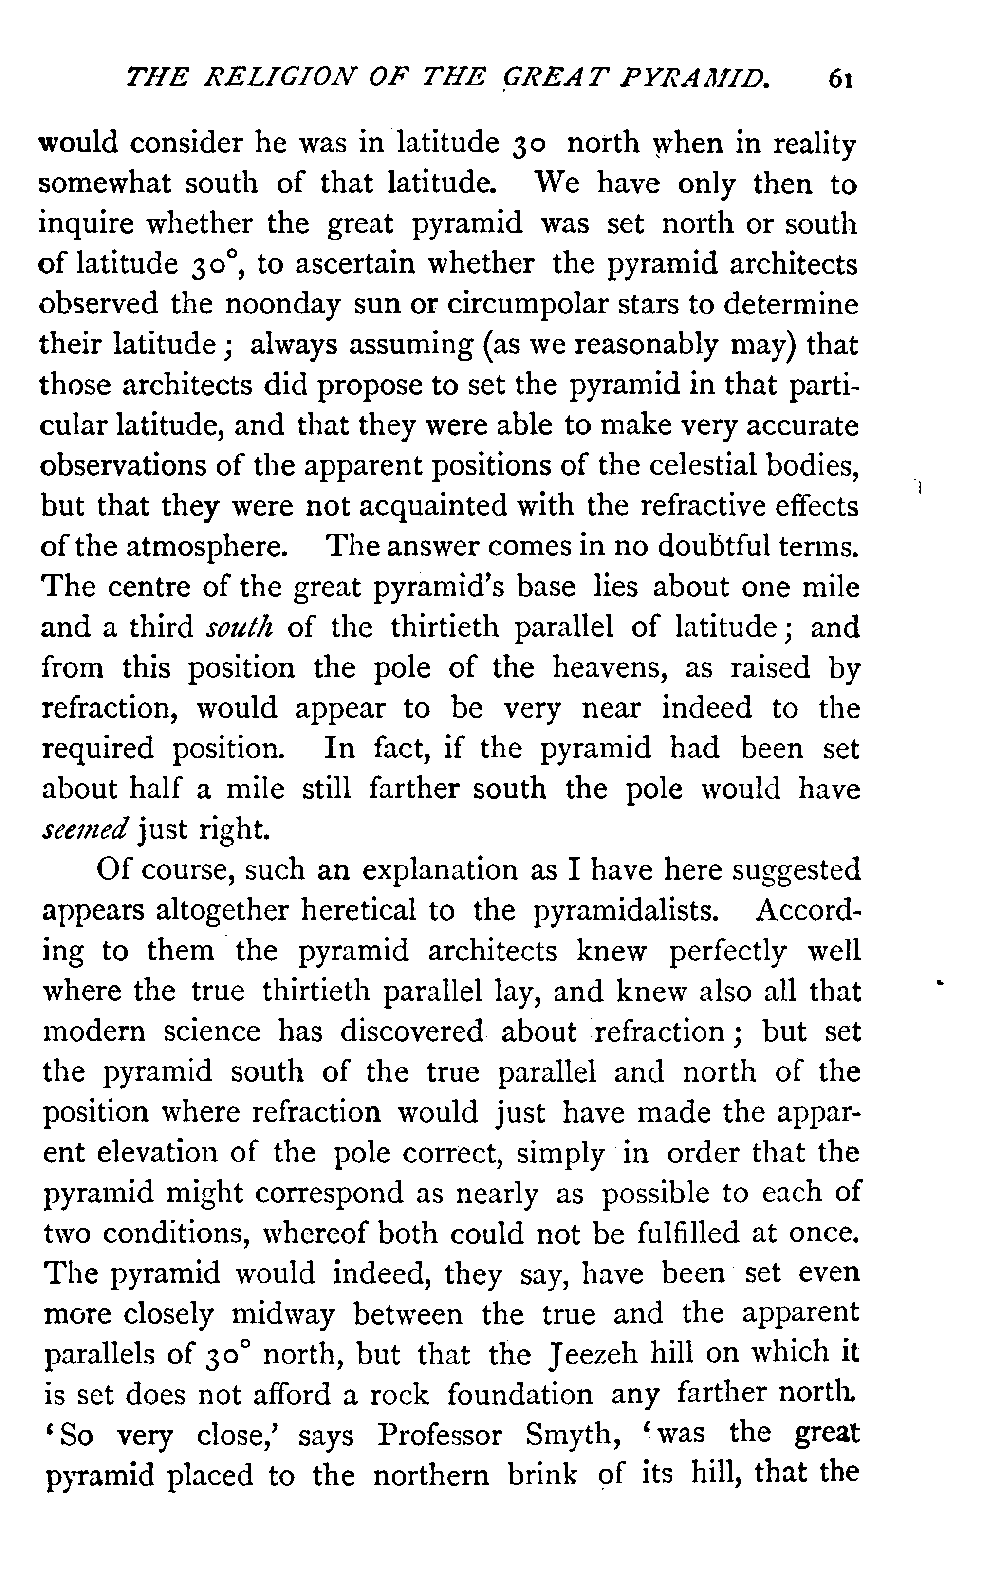 THE RELIGION OF THE GREAT PYRAMID. 61
would consider he was in latitude 30 north when in reality
somewhat south of that latitude. We have only then to
inquire whether the great pyramid was set north or south
of latitude 30°, to ascertain whether the pyramid architects
observed the noonday sun or circumpolar stars to determine
their latitude; always assuming (as we reasonably may) that
those architects did propose to set the pyramid in that parti-
cular latitude, and that they were able to make very accurate
observations of the apparent positions of the celestial bodies,
but that they were not acquainted with the refractive effects
of the atmosphere. The answer comes in no doubtful terms.
The centre of the great pyramid's base lies about one mile
and a third south of the thirtieth parallel of latitude; and
from this position the pole of the heavens, as raised by
refraction, would appear to be very near indeed to the
required position. In fact, if the pyramid had been set
about half a mile still farther south the pole would have
seemed just right.
Of course, such an explanation as I have here suggested
appears altogether heretical to the pyramidalists. Accord-
ing to them the pyramid architects knew perfectly well
where the true thirtieth parallel lay, and knew also all that
modern science has discovered about refraction; but set
the pyramid south of the true parallel and north of the
position where refraction would just have made the appar-
ent elevation of the pole correct, simply in order that the
pyramid might correspond as nearly as possible to each of
two conditions, whereof both could not be fulfilled at once.
The pyramid would indeed, they say, have been set even
more closely midway between the true and the apparent
parallels of 30° north, but that the Jeezeh hill on which it
is set does not afford a rock foundation any farther north.
'So very close,' says Professor Smyth, 'was the great
pyramid placed to the northern brink of its hill, that the